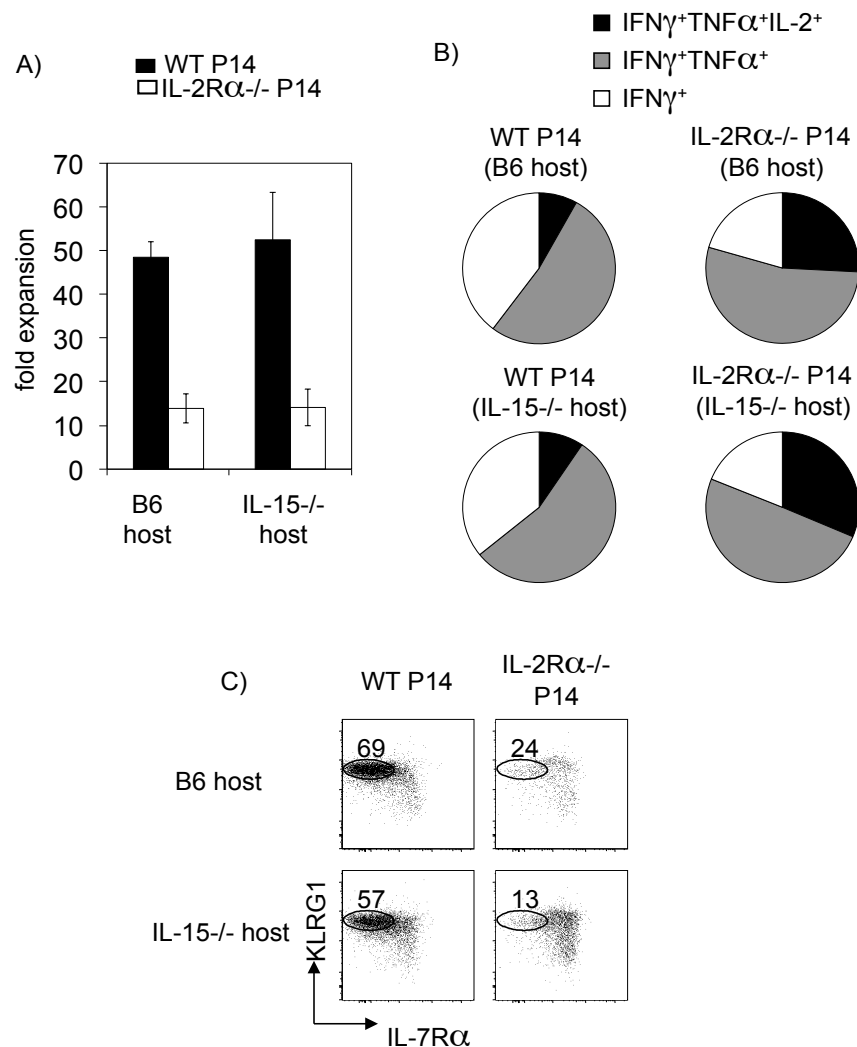 A)
WT P14
IL-2Rα-/- P14
fold expansion
70
60
50
40
30
20
10
0
B6
host
IL-15-/-
host
B)
IFNγ⁺TNFα⁺IL-2⁺
IFNγ⁺TNFα⁺
IFNγ⁺
WT P14
(B6 host)
IL-2Rα-/- P14
(B6 host)
WT P14
(IL-15-/- host)
IL-2Rα-/- P14
(IL-15-/- host)
C)
WT P14
IL-2Rα-/-
P14
B6 host
69
24
IL-15-/- host
57
13
KLRG1
IL-7Rα